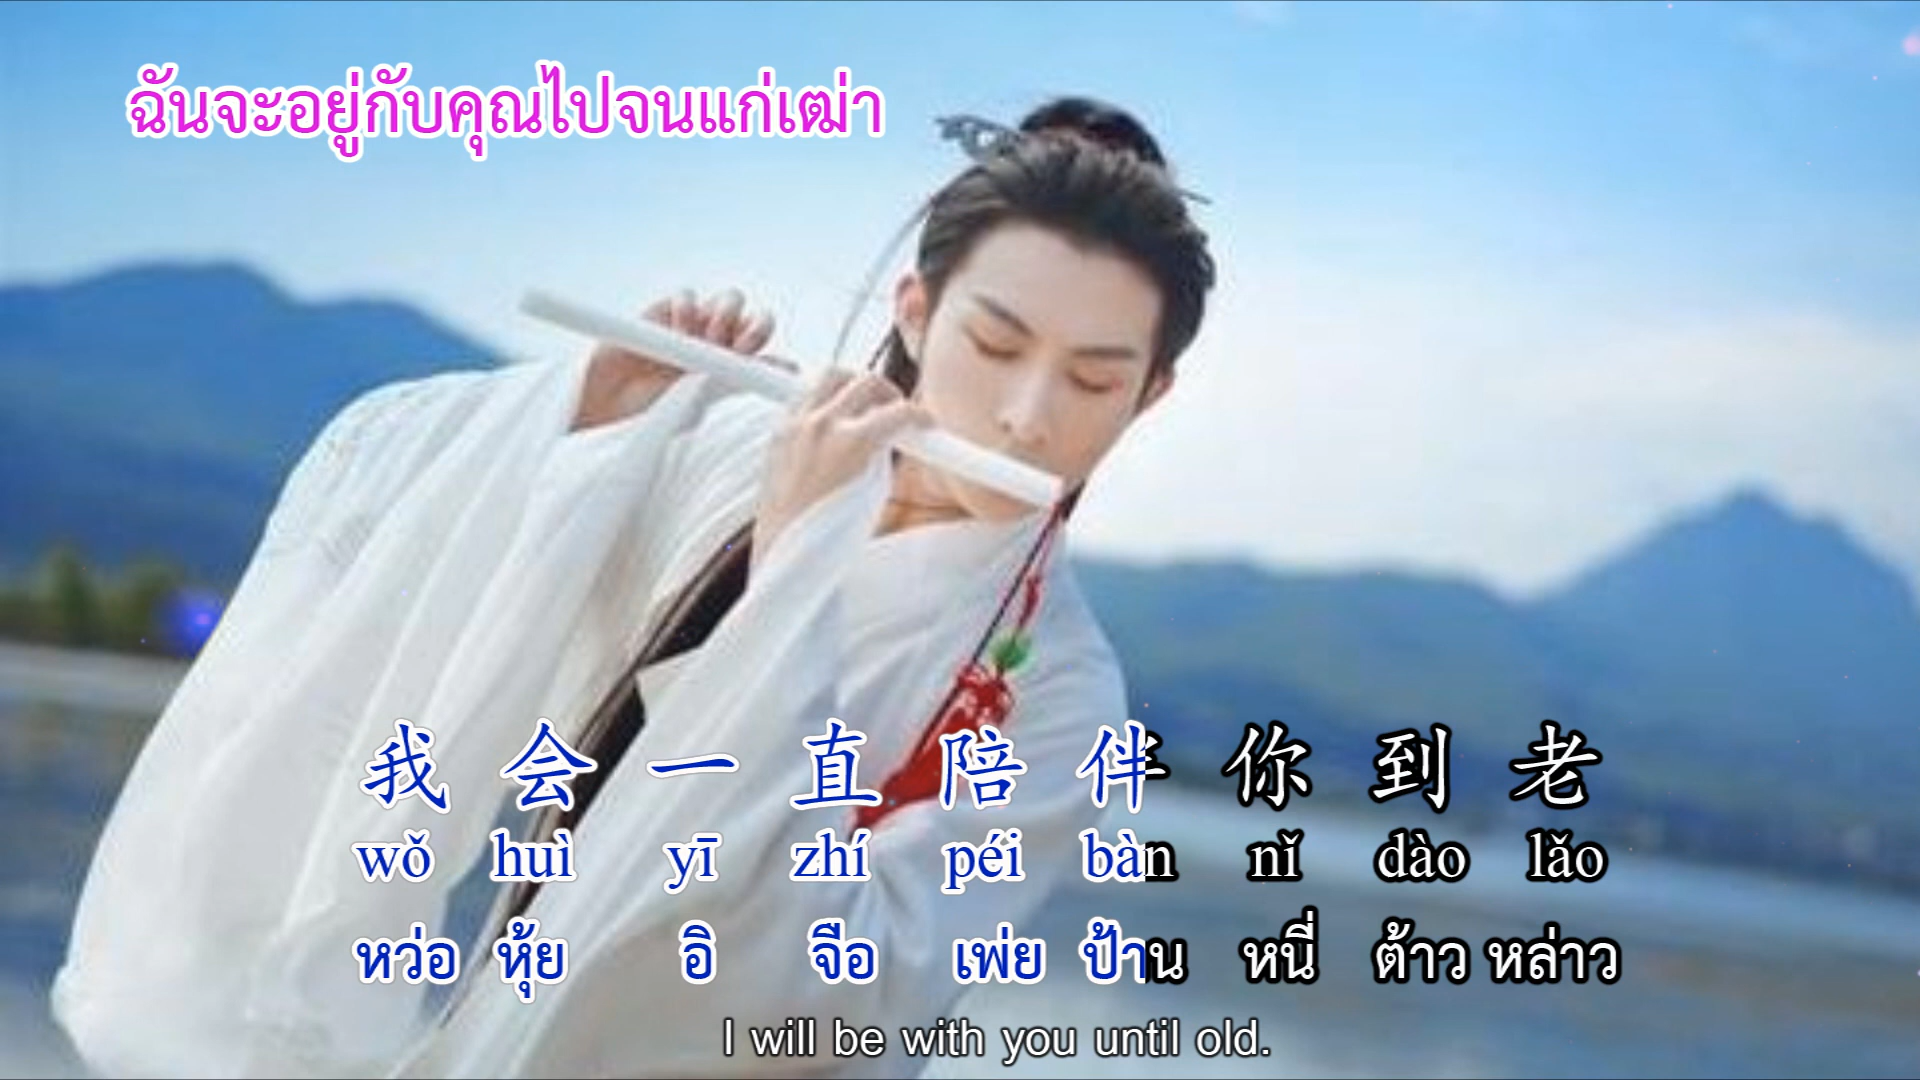 ฉันจะอยู่กับคุณไปจนแก่เฒ่า
我 会 一 直 陪 伴 你 到 老
wǒ huì yī zhí péi bàn nǐ dào lǎo
หว่อ หุ้ย อิ จือ เพ่ย ป้าน หนี่ ต้าว หล่าว
I will be with you until old.